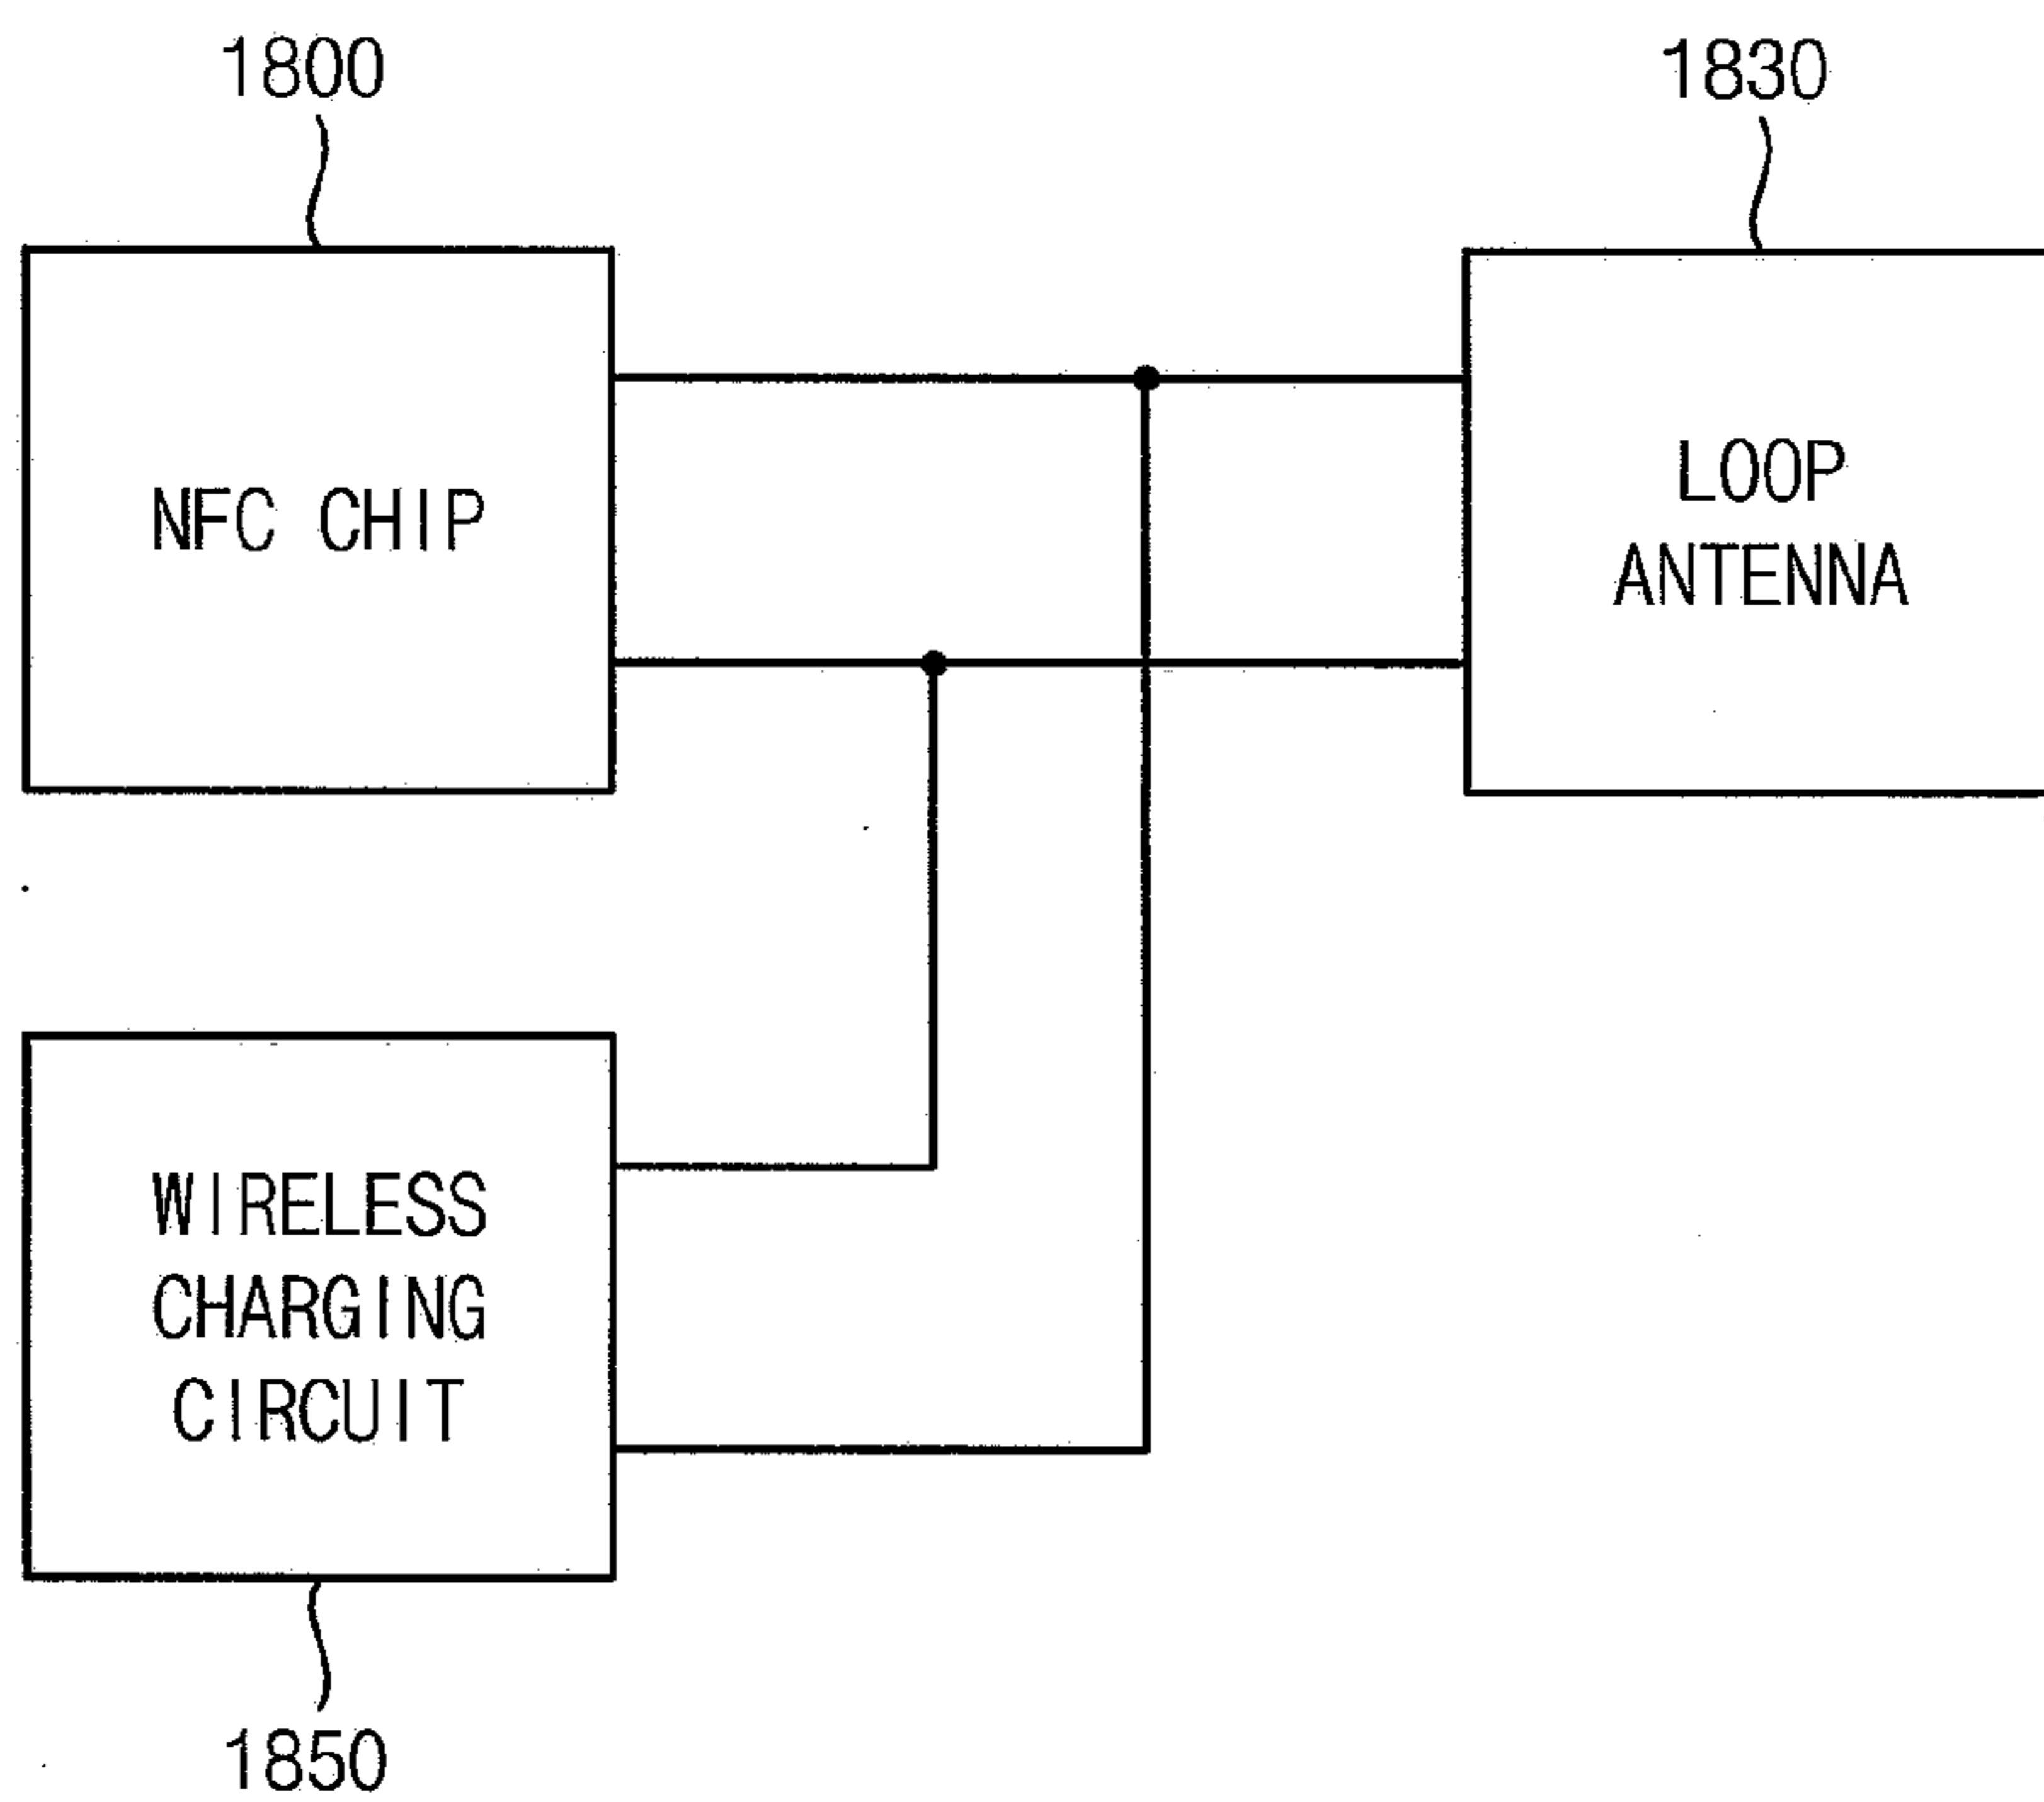 1800
1830
NFC CHIP
LOOP
ANTENNA
WIRELESS
CHARGING
CIRCUIT
1850